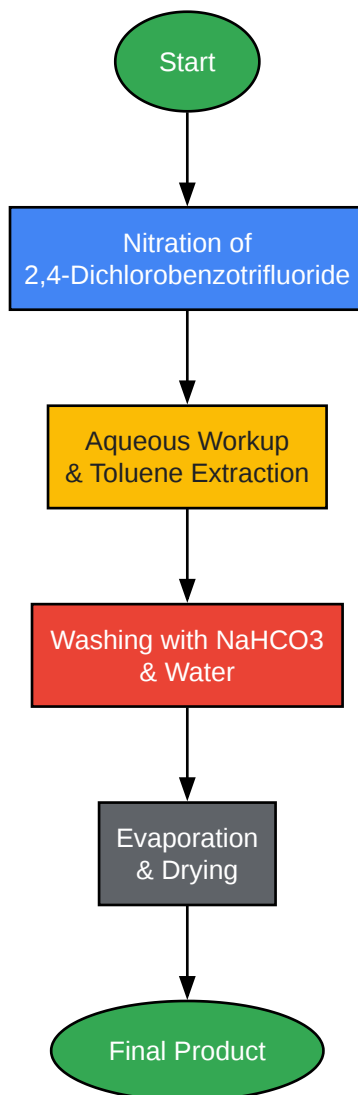 Start
Nitration of
2,4-Dichlorobenzotrifluoride
Aqueous Workup
& Toluene Extraction
Washing with NaHCO3
& Water
Evaporation
& Drying
Final Product